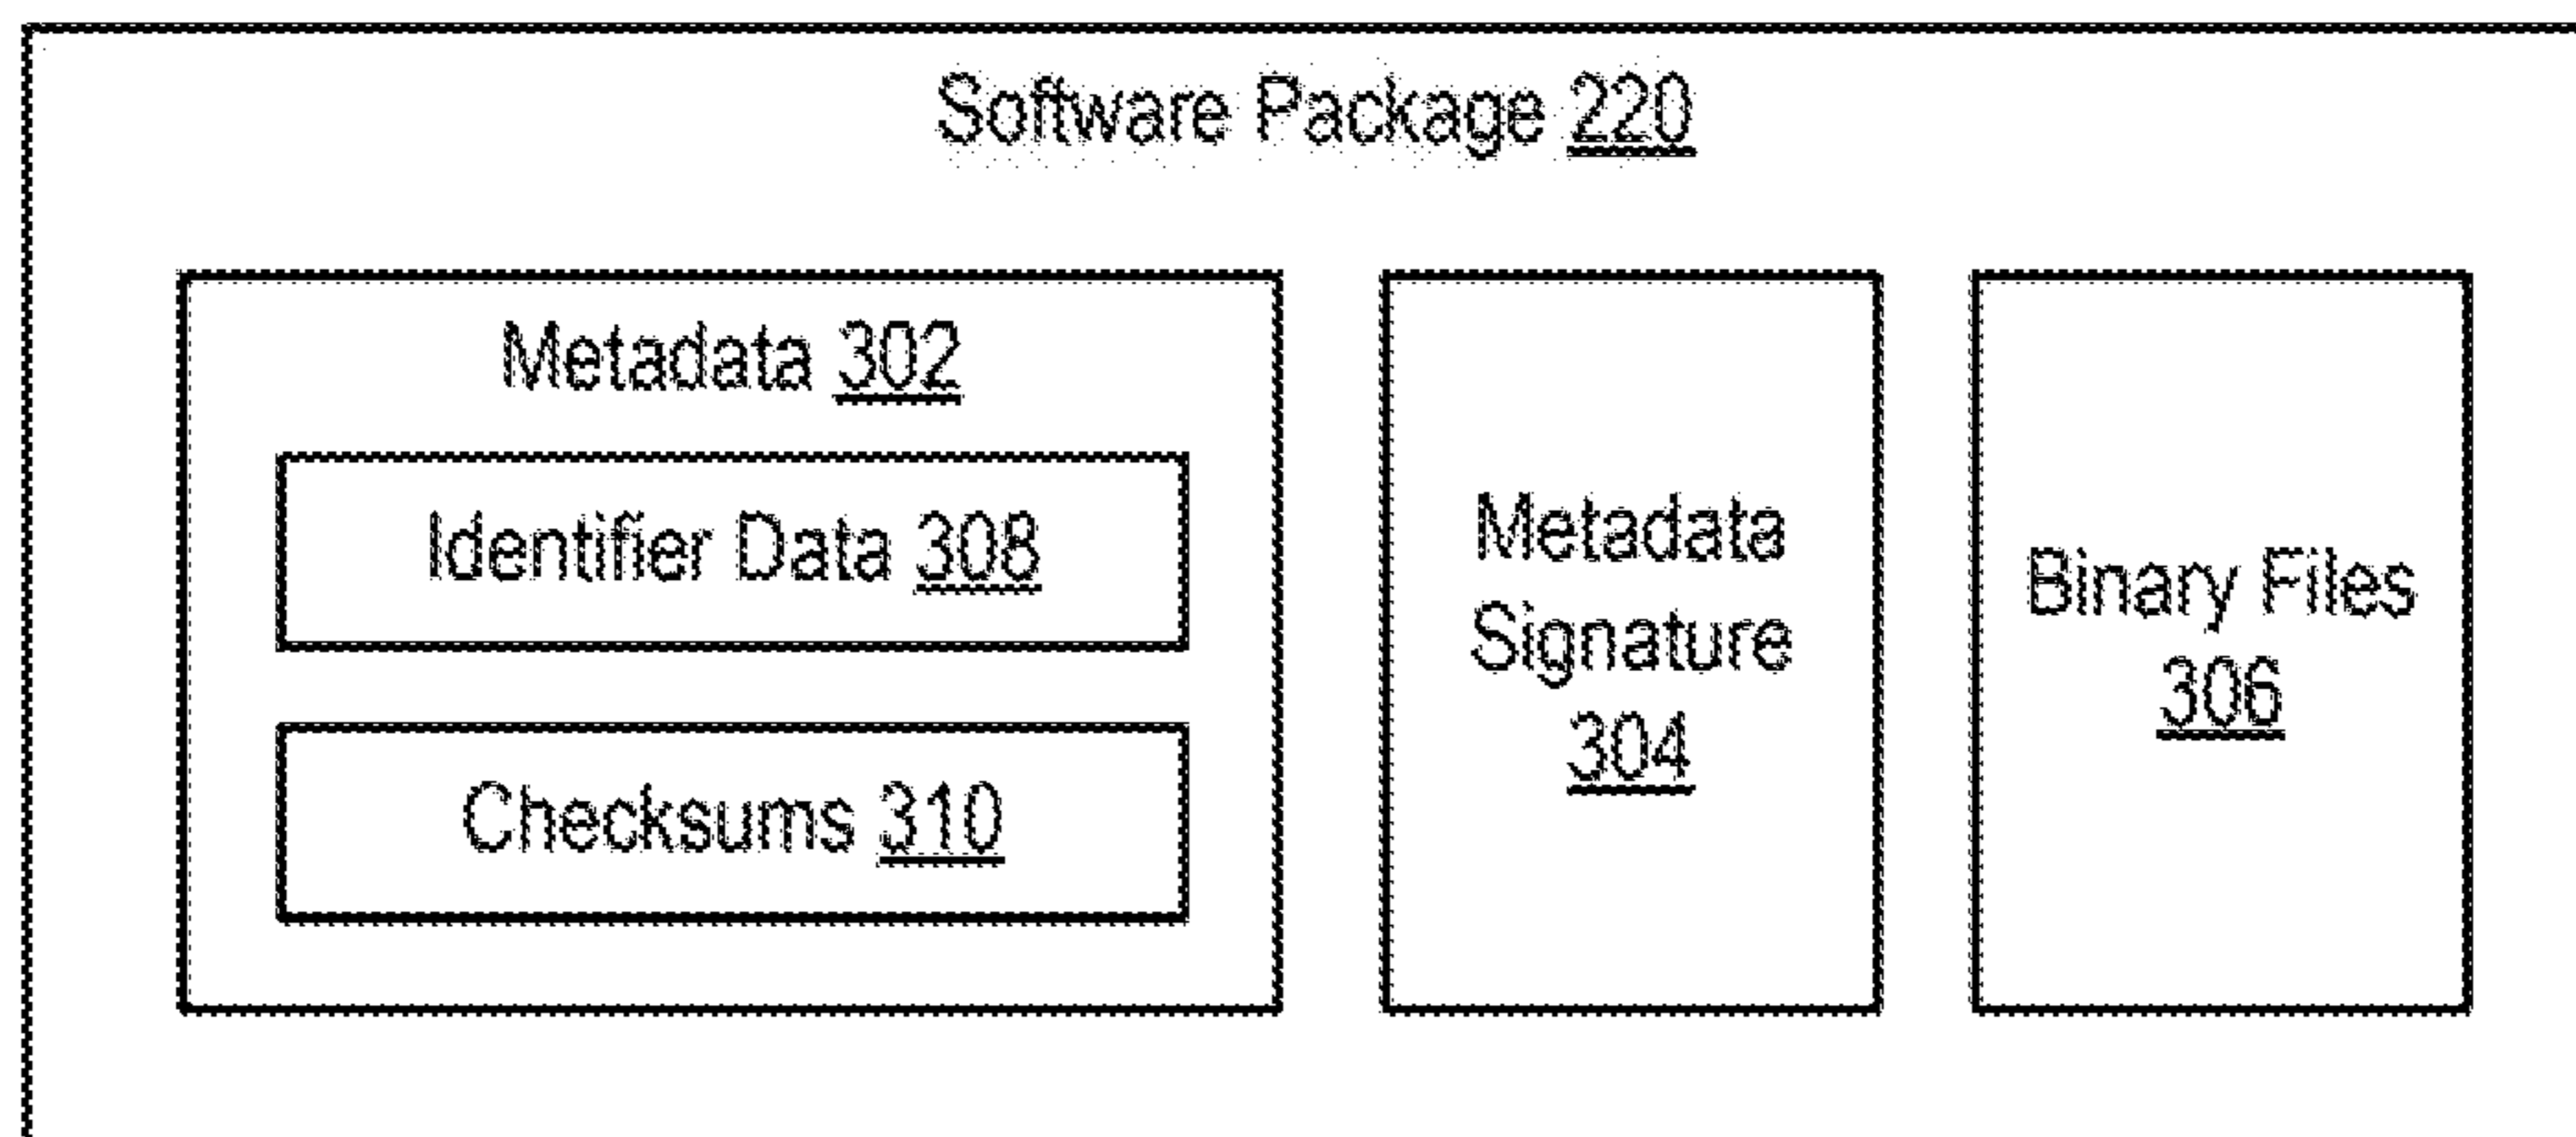 Software Package 220
Metadata 302
Identifier Data 308
Checksums 310
Metadata
Signature
304
Binary Files
306